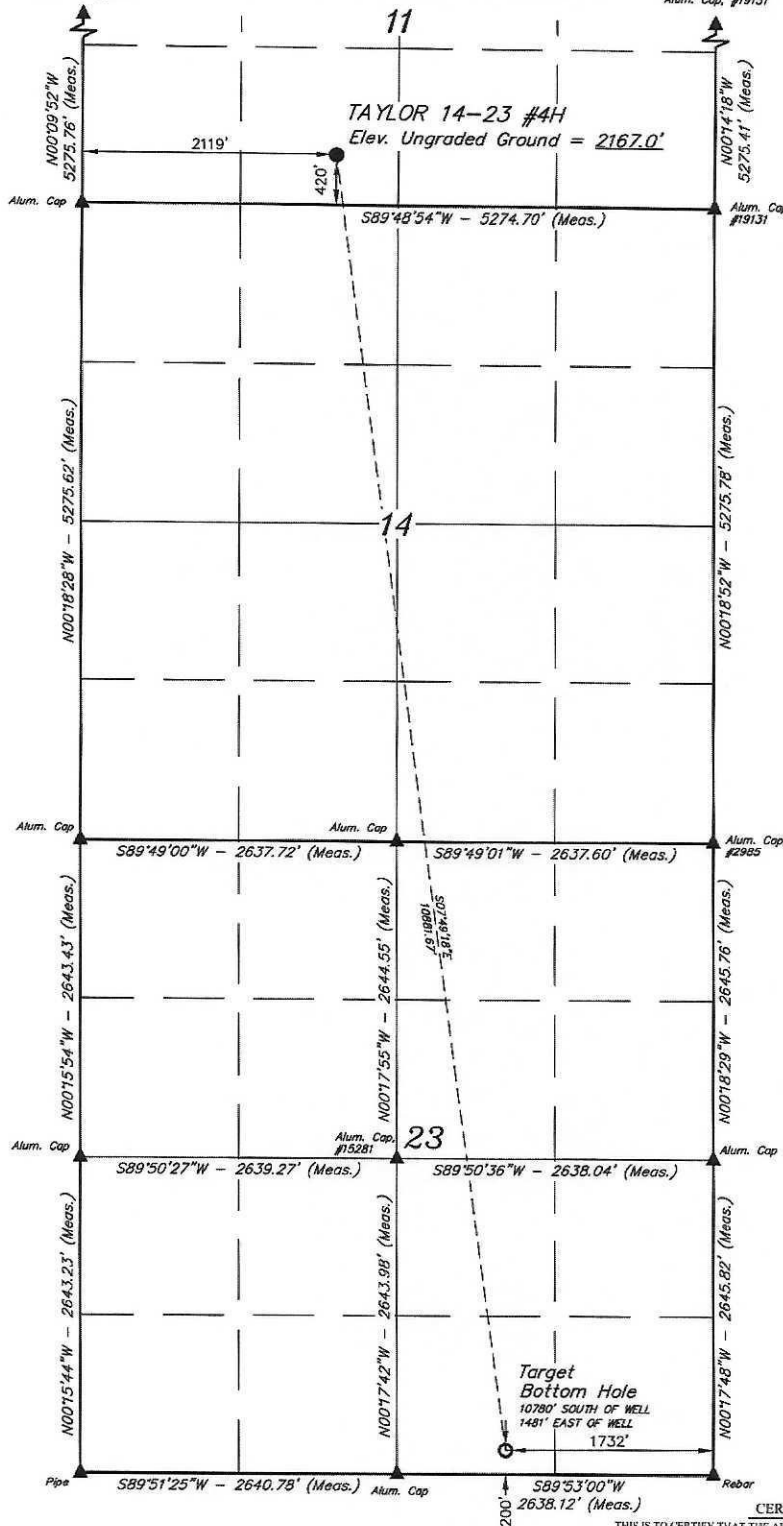 Alum. Cap, #19131
11
N00°09'52"W
5275.76' (Meas.)
N00°14'18"W
5275.41' (Meas.)
TAYLOR 14-23 #4H
Elev. Ungraded Ground = 2167.0'
2119'
420'
Alum. Cap
S89°48'54"W - 5274.70' (Meas.)
Alum. Cap
#19131
N00°18'28"W - 5275.62' (Meas.)
14
N00°18'52"W - 5275.78' (Meas.)
Alum. Cap
Alum. Cap
Alum. Cap
#2985
S89°49'00"W - 2637.72' (Meas.)
S89°49'01"W - 2637.60' (Meas.)
S07°49'18"E
10881.67'
N00°15'54"W - 2643.43' (Meas.)
N00°17'55"W - 2644.55' (Meas.)
N00°18'29"W - 2645.76' (Meas.)
Alum. Cap
Alum. Cap,
#15281
23
Alum. Cap
S89°50'27"W - 2639.27' (Meas.)
S89°50'36"W - 2638.04' (Meas.)
N00°15'44"W - 2643.23' (Meas.)
N00°17'42"W - 2643.98' (Meas.)
N00°17'48"W - 2645.82' (Meas.)
Target
Bottom Hole
10780' SOUTH OF WELL
1481' EAST OF WELL
1732'
Pipe
S89°51'25"W - 2640.78' (Meas.)
Alum. Cap
S89°53'00"W
2638.12' (Meas.)
Rebar
200'
CER
THIS IS TO CERTIFY THAT THE A